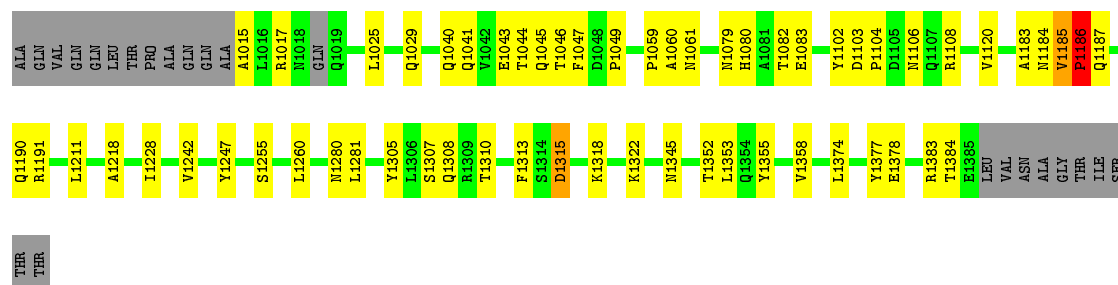 ALA GLN VAL GLN GLN LEU THR PRO ALA GLN GLN ALA A1015 L1016 R1017 N1018 GLN Q1019 L1025 Q1029 Q1040 Q1041 V1042 E1043 T1044 Q1045 T1046 F1047 D1048 P1049 P1059 A1060 N1061 N1079 H1080 A1081 T1082 E1083 Y1102 D1103 P1104 D1105 N1106 Q1107 R1108 V1120 A1183 N1184 V1185 P1186 Q1187
Q1190 R1191 L1211 A1218 I1228 V1242 Y1247 S1255 L1260 N1280 L1281 Y1305 L1306 S1307 Q1308 R1309 T1310 F1313 S1314 D1315 K1318 K1322 N1345 T1352 L1353 Q1354 Y1355 V1358 L1374 Y1377 E1378 R1383 T1384 E1385 LEU VAL ASN ALA GLY THR ILE SER
THR THR